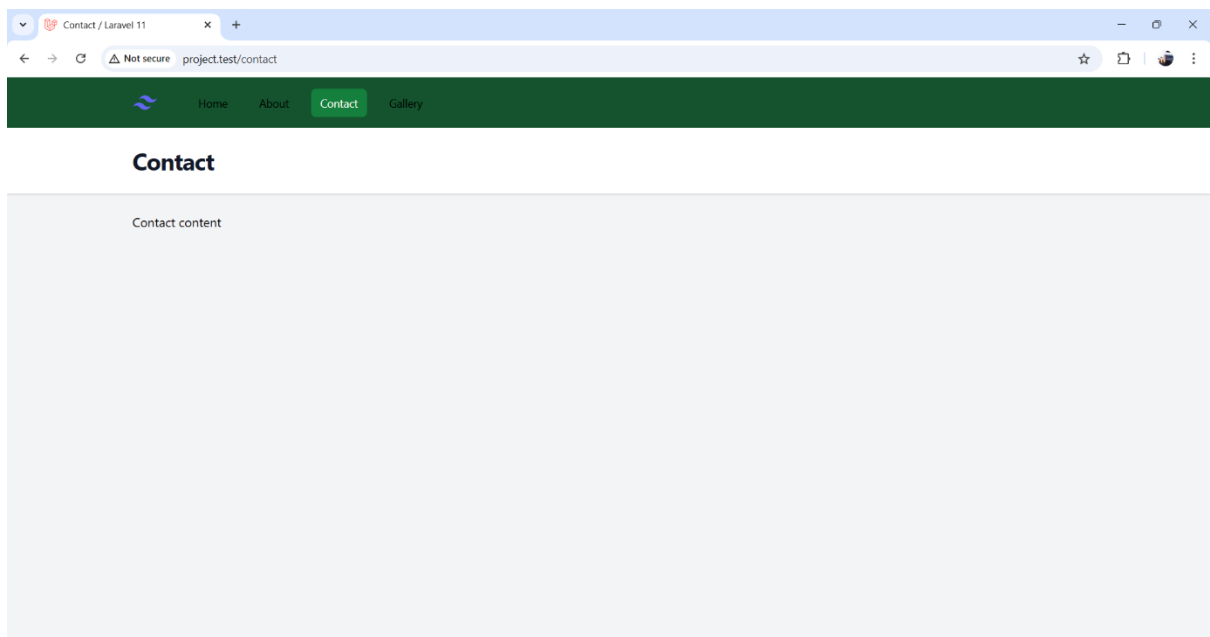 Contact / Laravel 11
Not secure project.test/contact
Home About Contact Gallery
Contact
Contact content